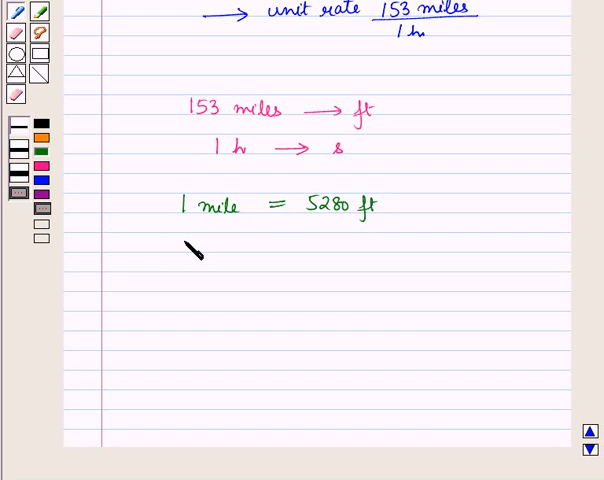 ⟶ unit rate 153 miles / 1 h
153 miles ⟶ ft
1 h ⟶ s
1 mile = 5280 ft